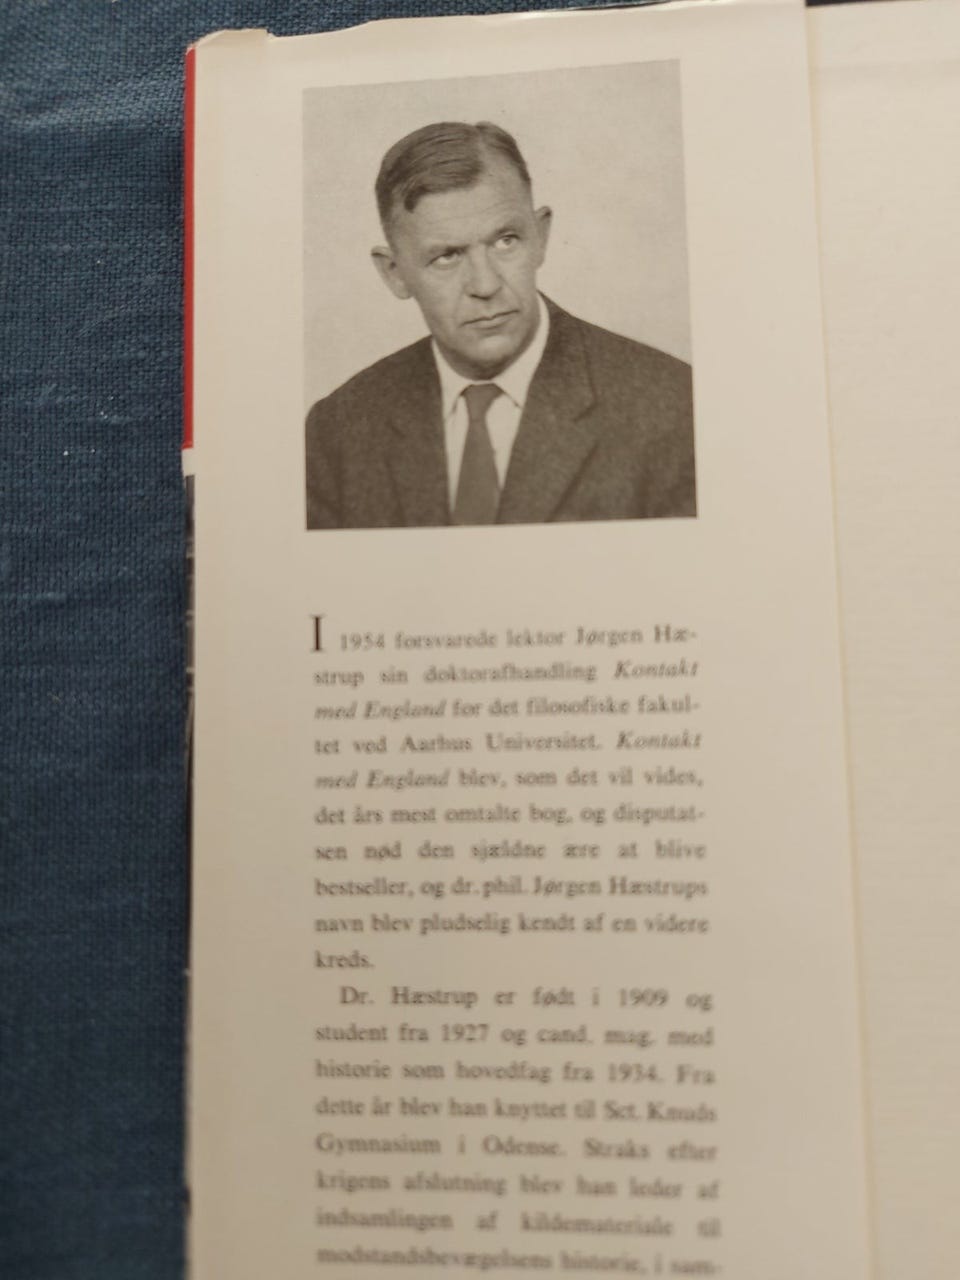 I 1954 forsvarede lektor Jørgen Hæ-
strup sin doktorafhandling Kontakt
med England for det filosofiske fakul-
tet ved Aarhus Universitet. Kontakt
med England blev, som det vil vides,
det års mest omtalte bog, og disputat-
sen nød den sjældne ære at blive
bestseller, og dr. phil. Jørgen Hæstrups
navn blev pludselig kendt af en videre
kreds.
Dr. Hæstrup er født i 1909 og
student fra 1927 og cand. mag. med
historie som hovedfag fra 1934. Fra
dette år blev han knyttet til Sct. Knuds
Gymnasium i Odense. Straks efter
krigens afslutning blev han leder af
indsamlingen af kildemateriale til
modstandsbevægelsens historie, i sam-